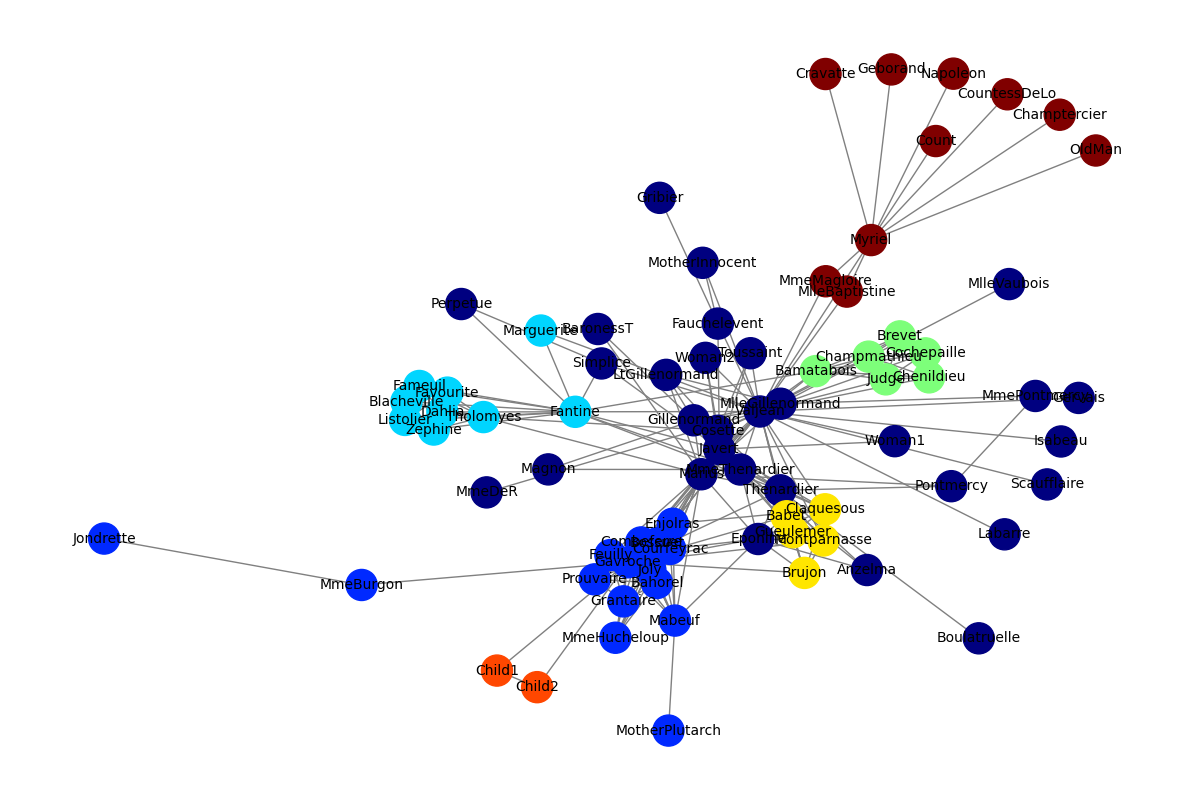 Cravatte
Geborand
Napoleon
CountessDeLo
Champtercier
Count
OldMan
Gribier
Myriel
MotherInnocent
MmeMagloire
MlleBaptistine
MlleVaubois
Perpetue
Marguerite
BaronessT
Fauchelevent
Brevet
Cochepaille
Champmathieu
Woman2
Toussaint
Simplice
LtGillenormand
Bamatabois
Judge
Chenildieu
Fameuil
Favourite
Blacheville
Dahlia
Listolier
Zephine
Tholomyes
Fantine
Gillenormand
MlleGillenormand
Valjean
MmePontmercy
Gervais
Cosette
Javert
Woman1
Isabeau
Magnon
Marius
MmeThenardier
Thenardier
MmeDeR
Pontmercy
Scaufflaire
Claquesous
Babet
Gueulemer
Enjolras
Labarre
Jondrette
Combeferre
Bossuet
Courfeyrac
Eponine
Montparnasse
Feuilly
Gavroche
Joly
Brujon
Anzelma
MmeBurgon
Prouvaire
Bahorel
Grantaire
Mabeuf
MmeHucheloup
Boulatruelle
Child1
Child2
MotherPlutarch